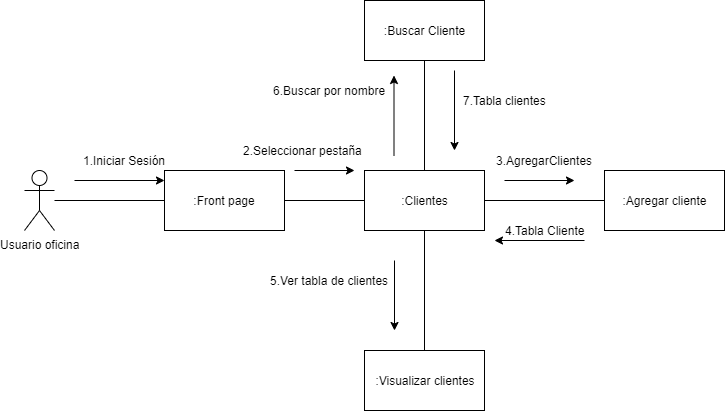 :Buscar Cliente
6.Buscar por nombre
7.Tabla clientes
1.Iniciar Sesión
2.Seleccionar pestaña
3.AgregarClientes
:Front page
:Clientes
:Agregar cliente
Usuario oficina
4.Tabla Cliente
5.Ver tabla de clientes
:Visualizar clientes